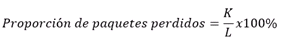 Proporción de paquetes perdidos = K/L x100%